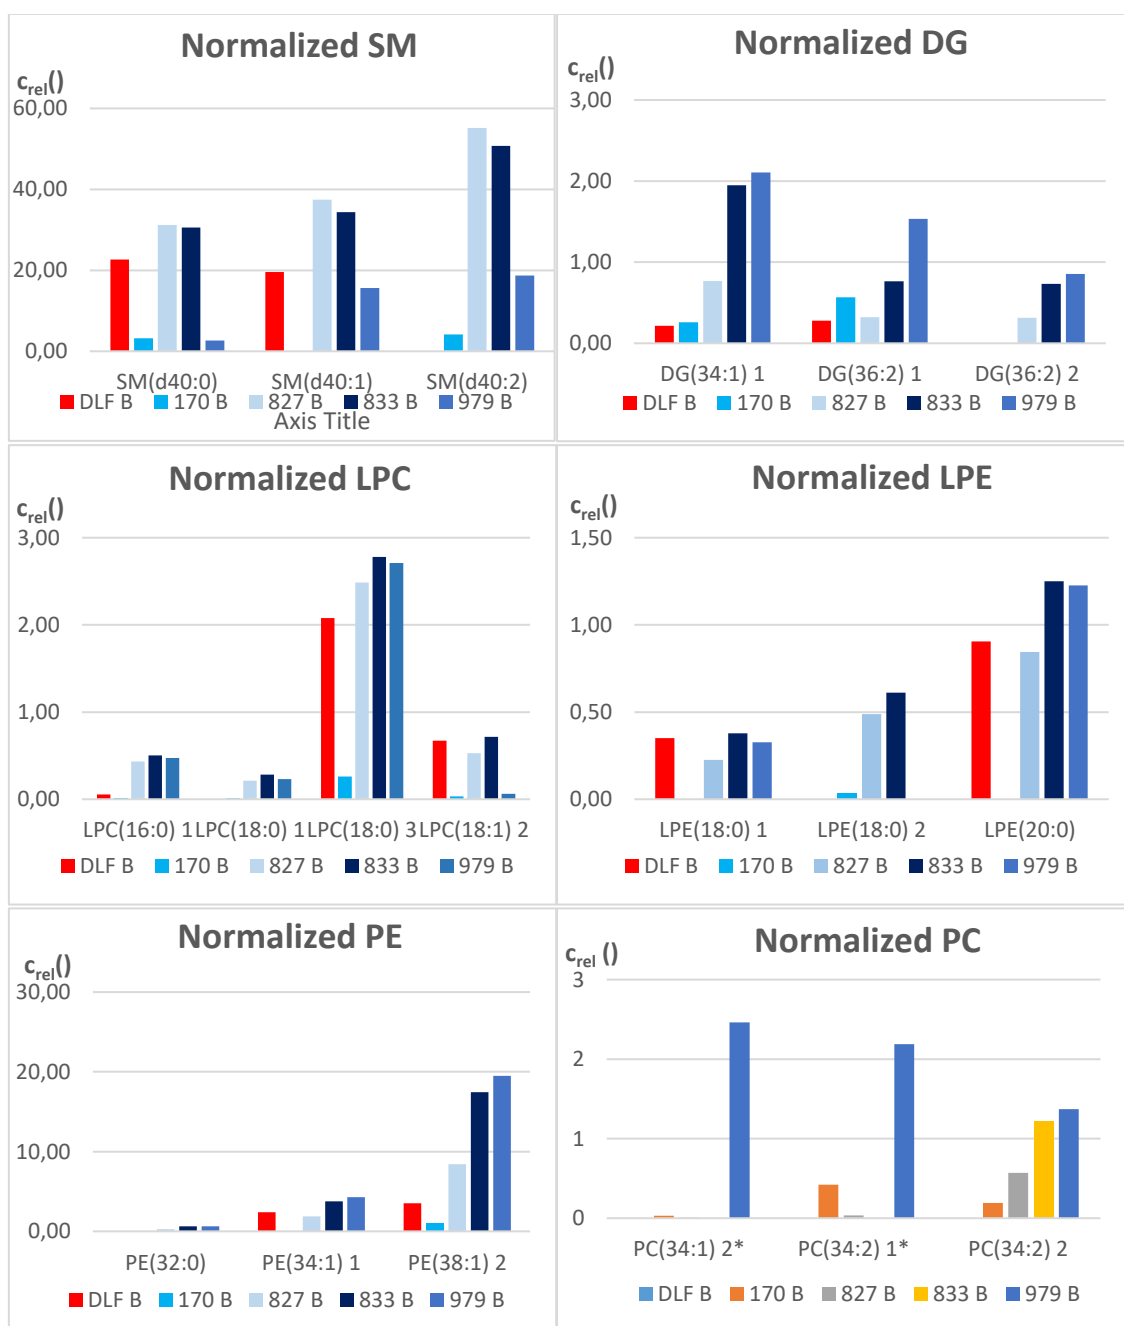 Normalized SM
c_rel()
60,00
40,00
20,00
0,00
SM(d40:0) SM(d40:1) SM(d40:2)
DLF B 170 B 827 B 833 B 979 B
Axis Title
Normalized DG
c_rel()
3,00
2,00
1,00
0,00
DG(34:1) 1 DG(36:2) 1 DG(36:2) 2
DLF B 170 B 827 B 833 B 979 B
Normalized LPC
c_rel()
3,00
2,00
1,00
0,00
LPC(16:0) 1 LPC(18:0) 1 LPC(18:0) 3 LPC(18:1) 2
DLF B 170 B 827 B 833 B 979 B
Normalized LPE
c_rel()
1,50
1,00
0,50
0,00
LPE(18:0) 1 LPE(18:0) 2 LPE(20:0)
DLF B 170 B 827 B 833 B 979 B
Normalized PE
c_rel()
30,00
20,00
10,00
0,00
PE(32:0) PE(34:1) 1 PE(38:1) 2
DLF B 170 B 827 B 833 B 979 B
Normalized PC
c_rel ()
3
2
1
0
PC(34:1) 2* PC(34:2) 1* PC(34:2) 2
DLF B 170 B 827 B 833 B 979 B